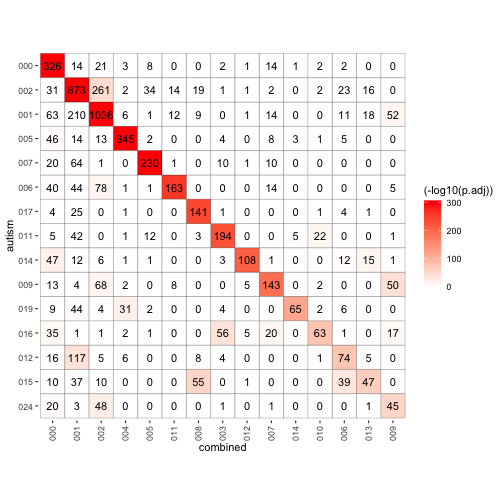 000 326 14 21 3 8 0 0 2 1 14 1 2 2 0 0
002 31 873 261 2 34 14 19 1 1 2 0 2 23 16 0
001 63 210 1036 6 1 12 9 0 1 14 0 0 11 18 52
005 46 14 13 345 2 0 0 4 0 8 3 1 5 0 0
007 20 64 1 0 230 1 0 10 1 10 0 0 0 0 0
006 40 44 78 1 1 163 0 0 0 14 0 0 0 0 5
017 4 25 0 1 0 0 141 1 0 0 0 1 4 1 0
011 5 42 0 1 12 0 3 194 0 0 5 22 0 0 1
014 47 12 6 1 1 0 0 3 108 1 0 0 12 15 1
009 13 4 68 2 0 8 0 0 5 143 0 2 0 0 50
019 9 44 4 31 2 0 0 4 0 0 65 2 6 0 0
016 35 1 1 2 1 0 0 56 5 20 0 63 1 0 17
012 16 117 5 6 0 0 8 4 0 0 0 1 74 5 0
015 10 37 10 0 0 0 55 0 0 0 0 0 39 47 0
024 20 3 48 0 0 0 0 0 0 1 0 0 0 1 45
000 001 002 004 005 011 008 003 012 007 014 010 006 013 009
combined
autism
(-log10(p.adj))
300
200
100
0